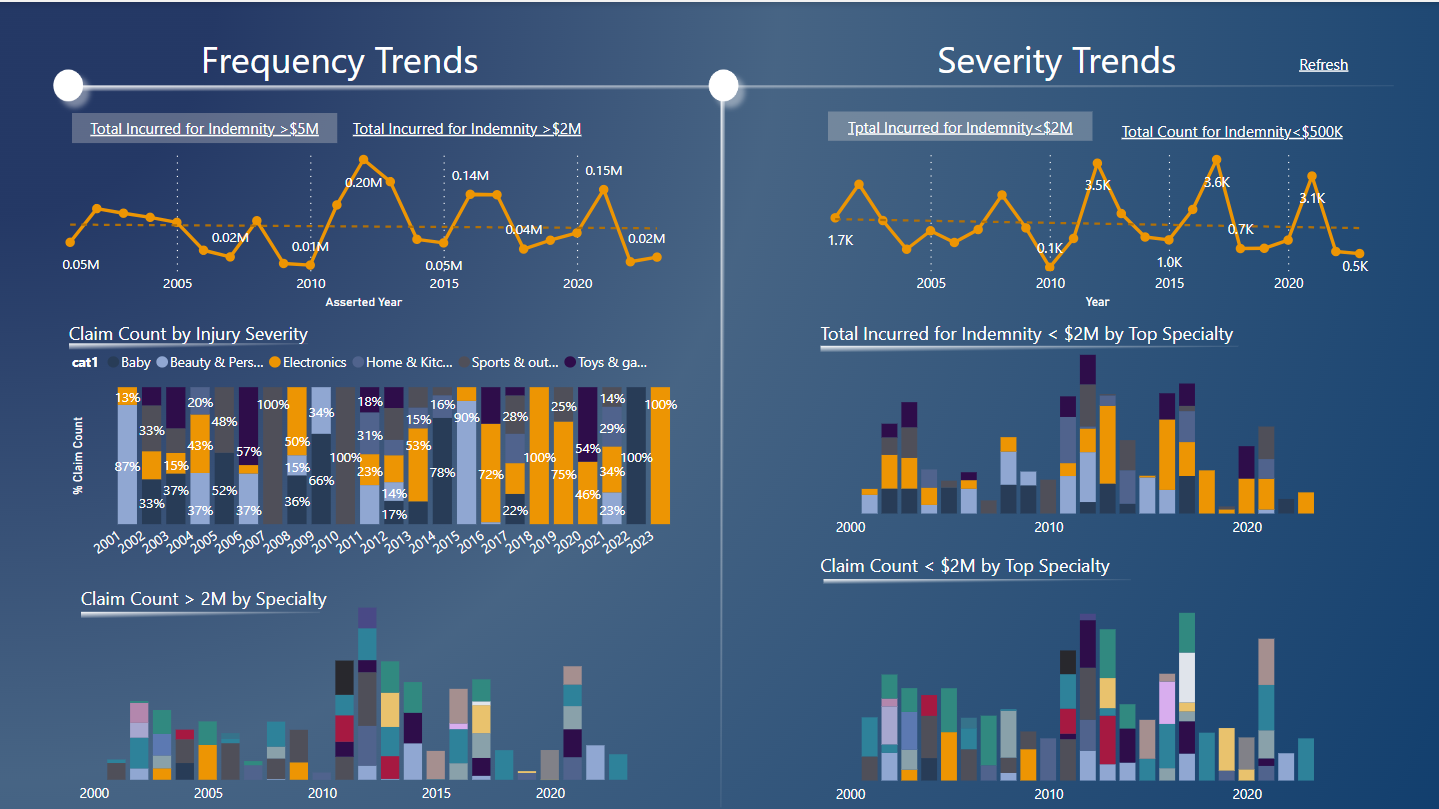 Frequency Trends
Severity Trends
Refresh
Total Incurred for Indemnity >$5M
Total Incurred for Indemnity >$2M
0.05M
0.02M
0.01M
0.20M
0.05M
0.14M
0.04M
0.15M
0.02M
2005
2010
2015
2020
Asserted Year
Claim Count by Injury Severity
cat1
Baby
Beauty & Pers...
Electronics
Home & Kitc...
Sports & out...
Toys & ga...
% Claim Count
13%
87%
33%
33%
15%
37%
20%
43%
37%
48%
52%
57%
37%
100%
50%
15%
36%
34%
66%
100%
18%
31%
23%
14%
17%
15%
53%
16%
78%
90%
72%
28%
22%
100%
25%
75%
54%
46%
14%
29%
34%
23%
100%
100%
2001
2002
2003
2004
2005
2006
2007
2008
2009
2010
2011
2012
2013
2014
2015
2016
2017
2018
2019
2020
2021
2022
2023
Claim Count > 2M by Specialty
2000
2005
2010
2015
2020
Tptal Incurred for Indemnity<$2M
Total Count for Indemnity<$500K
1.7K
0.1K
3.5K
1.0K
3.6K
0.7K
3.1K
0.5K
2005
2010
2015
2020
Year
Total Incurred for Indemnity < $2M by Top Specialty
2000
2010
2020
Claim Count < $2M by Top Specialty
2000
2010
2020